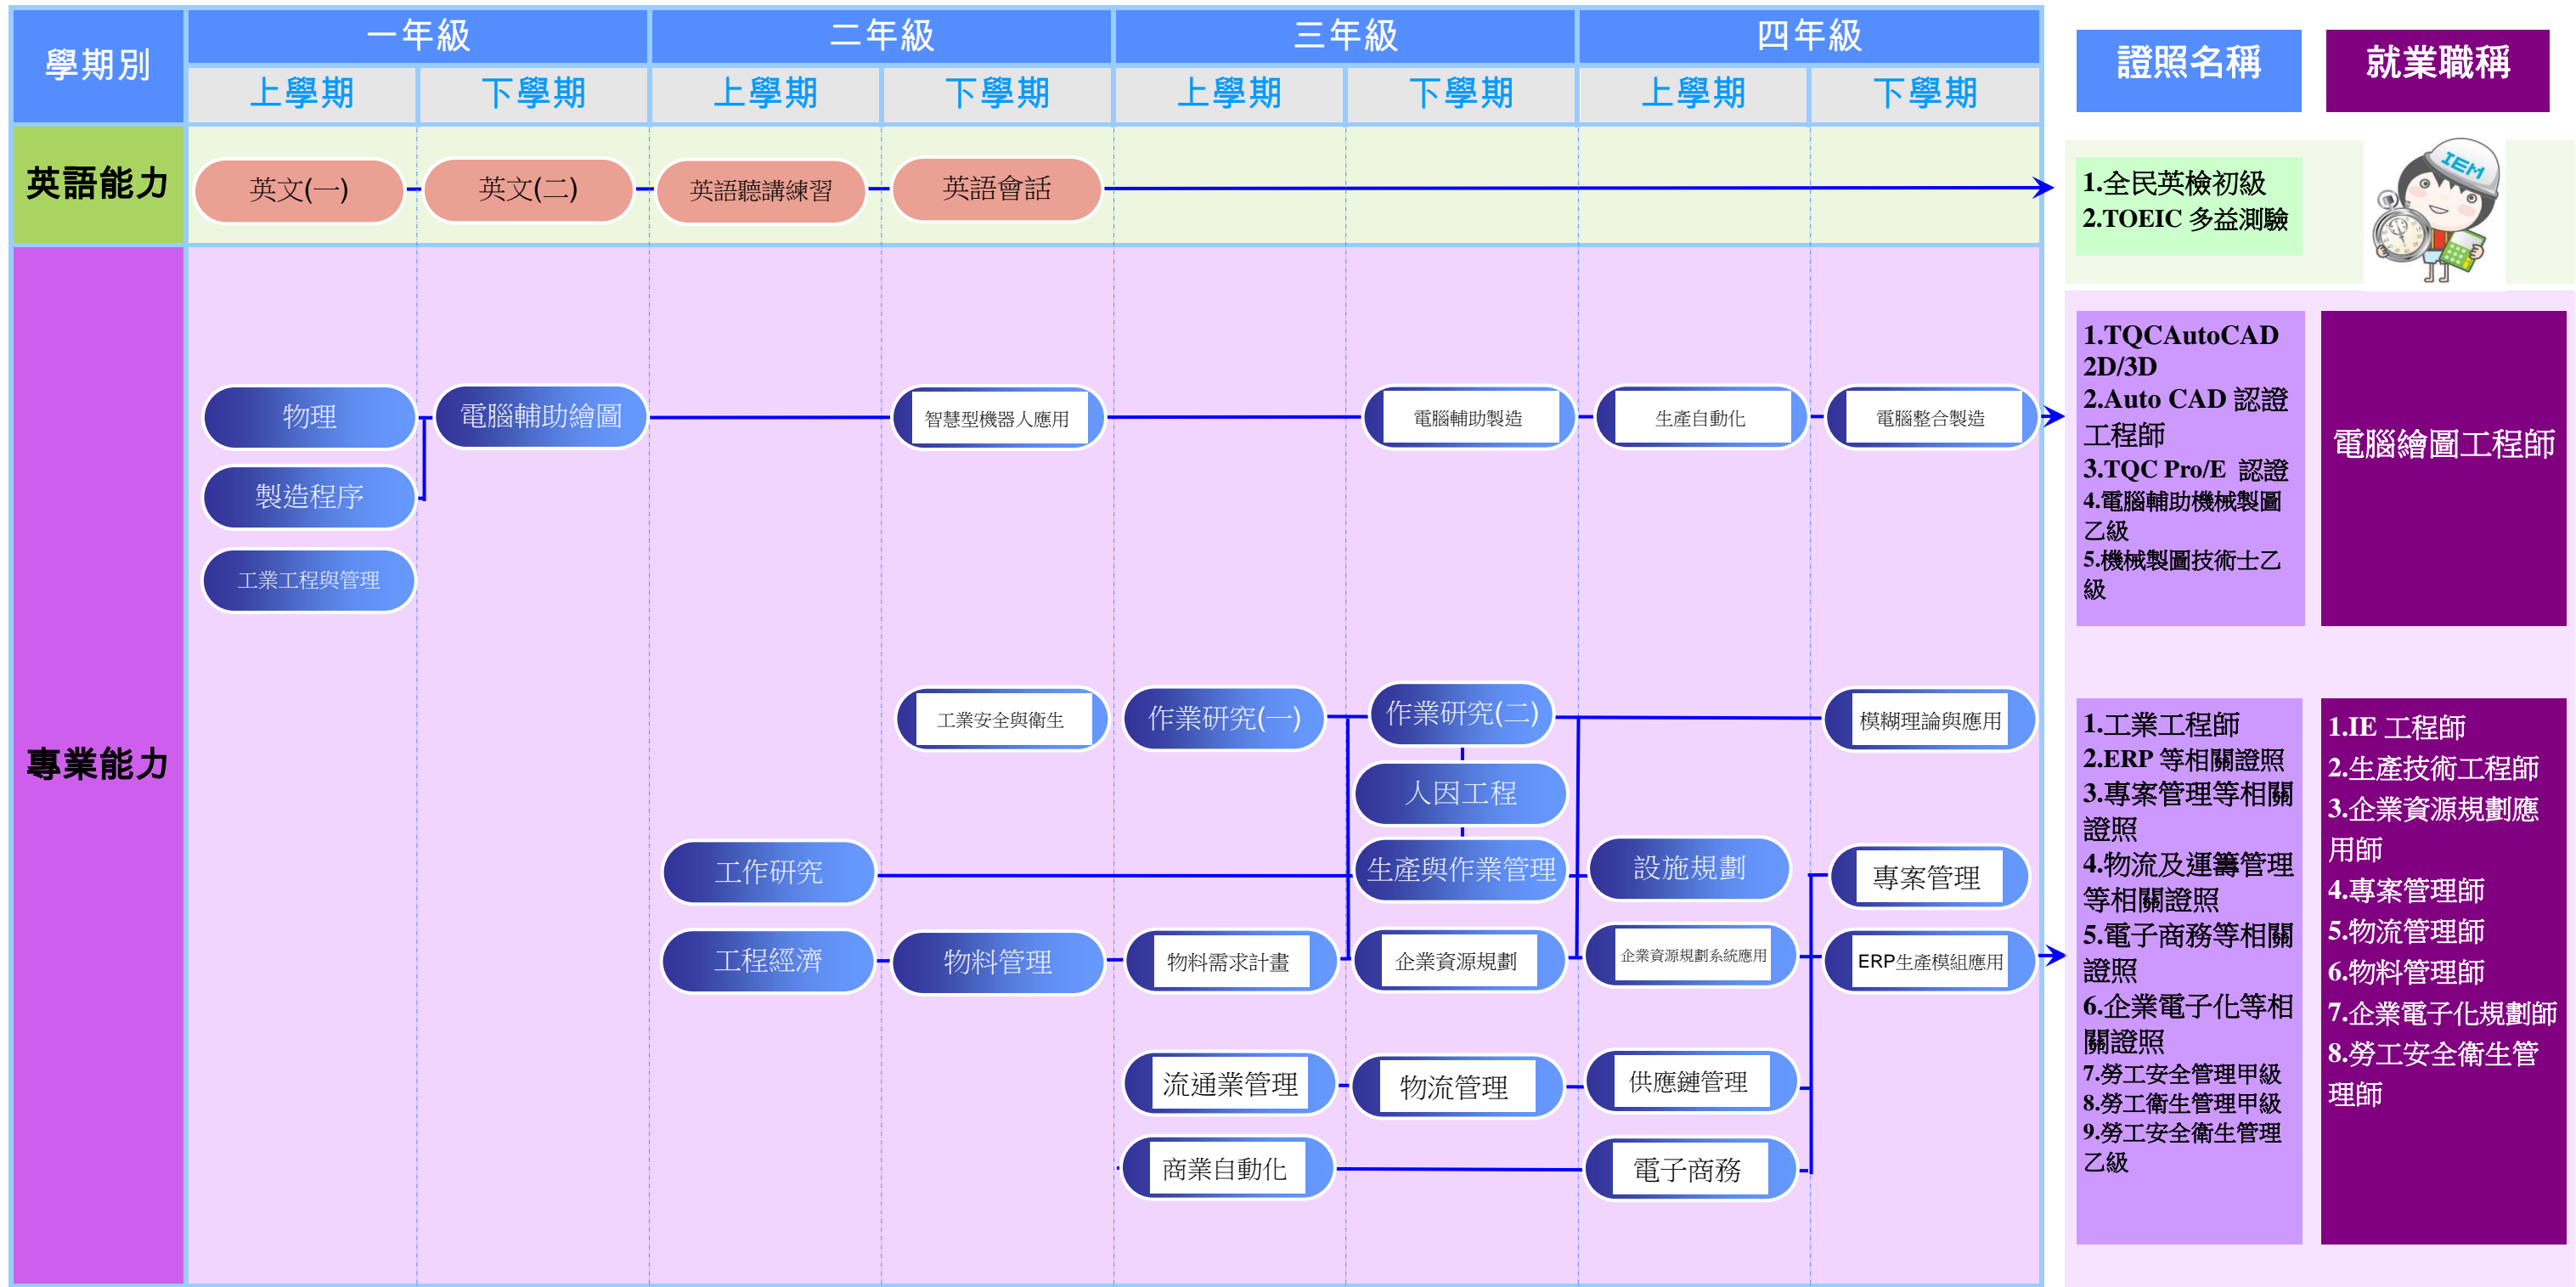 學期別
一年級
二年級
三年級
四年級
上學期
下學期
上學期
下學期
上學期
下學期
上學期
下學期
證照名稱
就業職稱
英語能力
英文(一)
英文(二)
英語聽講練習
英語會話
1.全民英檢初級
2.TOEIC 多益測驗
IEM
專業能力
物理
電腦輔助繪圖
智慧型機器人應用
電腦輔助製造
生產自動化
電腦整合製造
製造程序
工業工程與管理
1.TQCAutoCAD
2D/3D
2.Auto CAD 認證
工程師
3.TQC Pro/E 認證
4.電腦輔助機械製圖
乙級
5.機械製圖技術士乙
級
電腦繪圖工程師
工業安全與衛生
作業研究(一)
作業研究(二)
模糊理論與應用
人因工程
工作研究
生產與作業管理
設施規劃
專案管理
工程經濟
物料管理
物料需求計畫
企業資源規劃
企業資源規劃系統應用
ERP生產模組應用
流通業管理
物流管理
供應鏈管理
商業自動化
電子商務
1.工業工程師
2.ERP 等相關證照
3.專案管理等相關
證照
4.物流及運籌管理
等相關證照
5.電子商務等相關
證照
6.企業電子化等相
關證照
7.勞工安全管理甲級
8.勞工衛生管理甲級
9.勞工安全衛生管理
乙級
1.IE 工程師
2.生產技術工程師
3.企業資源規劃應
用師
4.專案管理師
5.物流管理師
6.物料管理師
7.企業電子化規劃師
8.勞工安全衛生管
理師